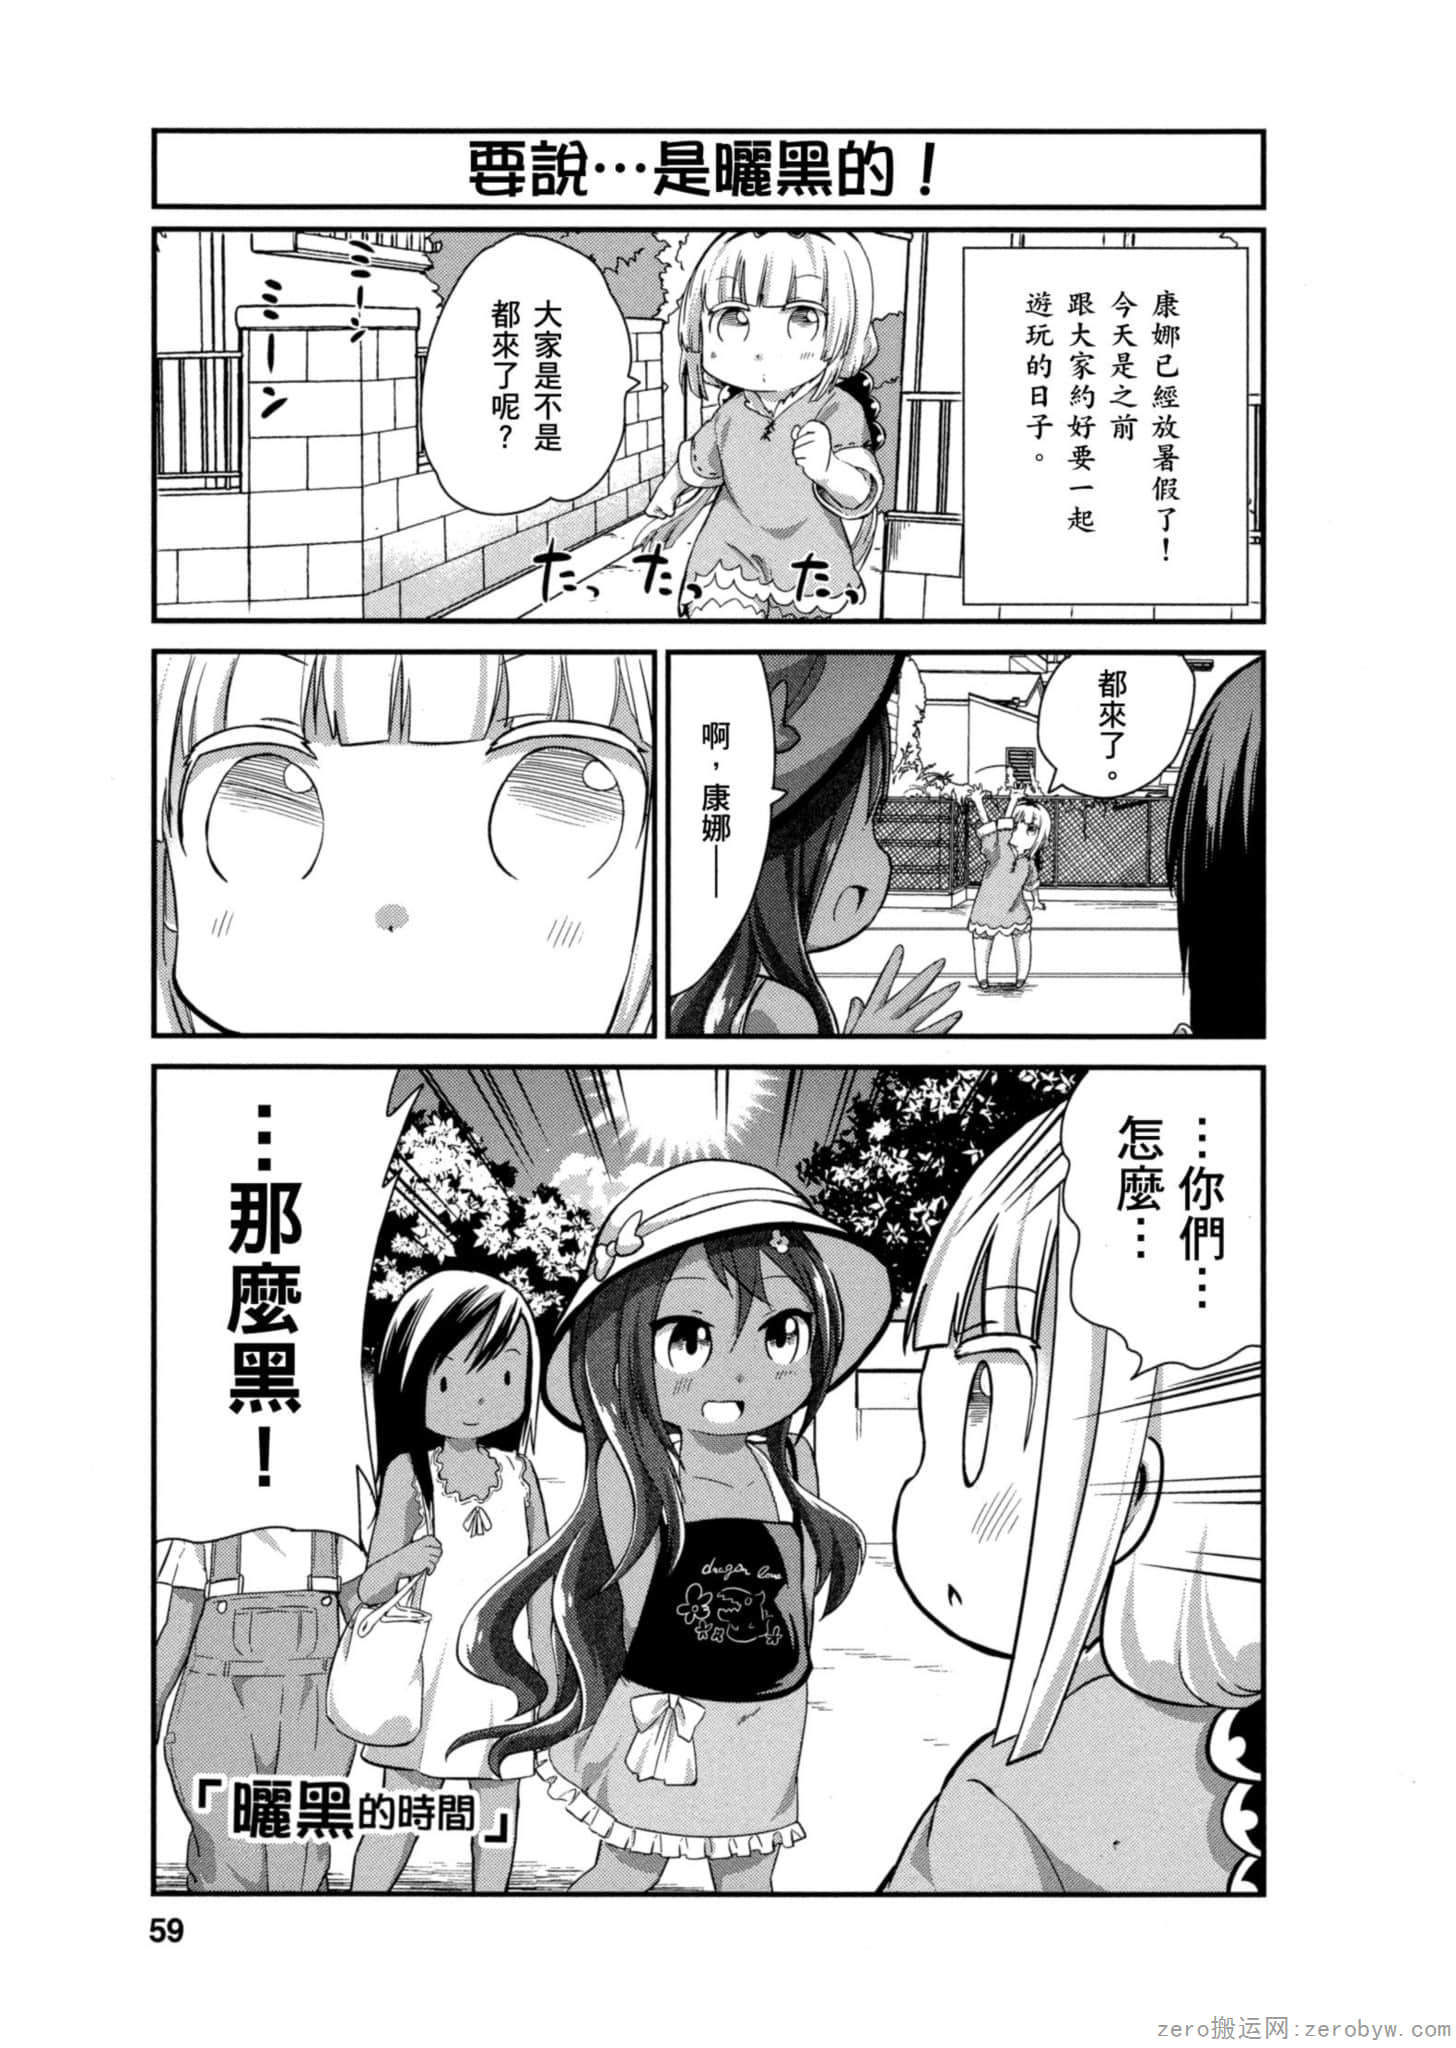 要說…是曬黑的！
康娜已經放暑假了！
今天是之前
跟大家約好要一起
遊玩的日子。
大家是不是
都來了呢？
ミーンミーン
たったったっ
都來了。
啊，康娜——
…你們…
怎麼…
…那麼黑！
dragon love
「曬黑的時間」
59
zero搬运网:zerobyw.com